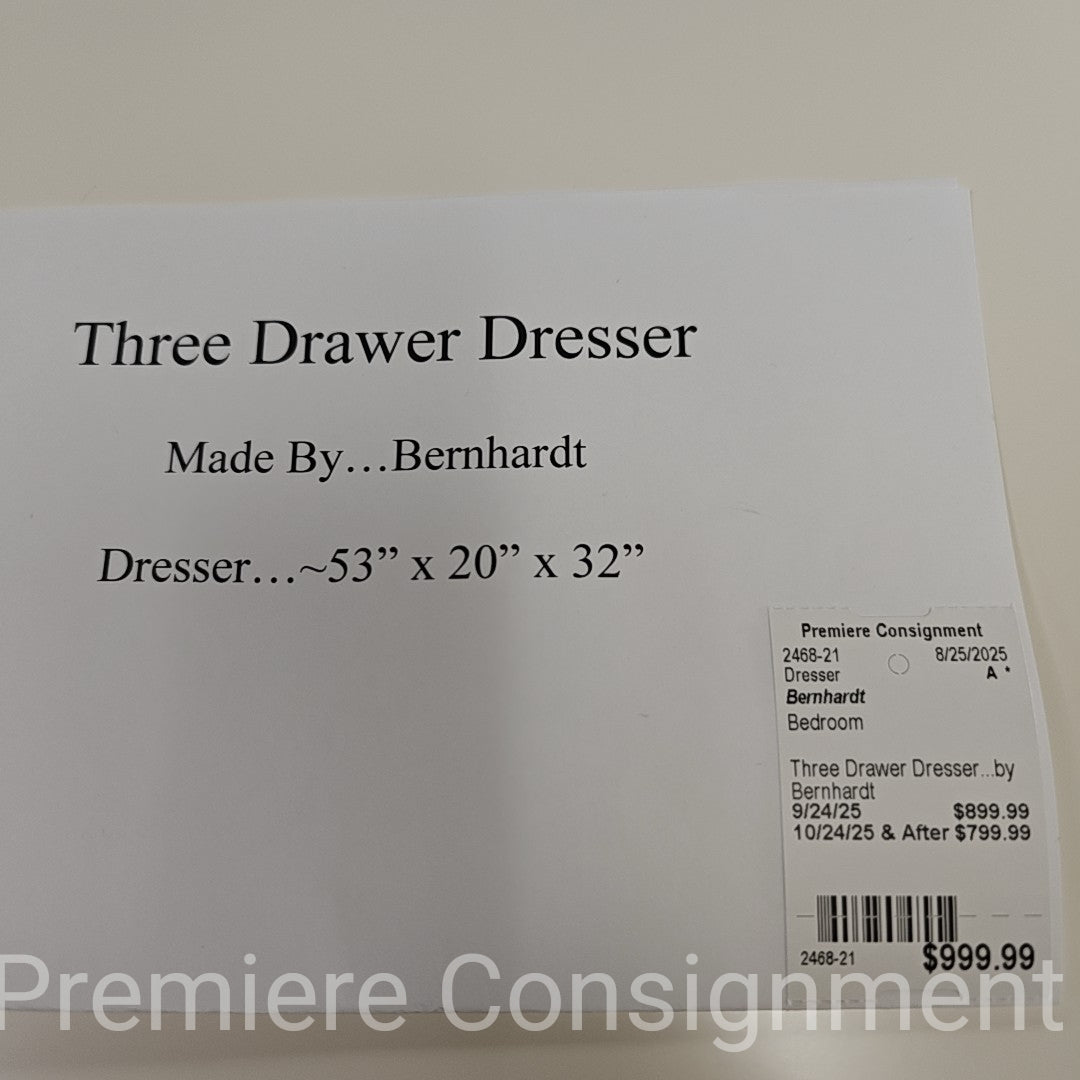 Three Drawer Dresser
Made By...Bernhardt
Dresser...~53” x 20” x 32”
Premiere Consignment
2468-21 8/25/2025
Dresser A *
Bernhardt
Bedroom
Three Drawer Dresser...by
Bernhardt
9/24/25 $899.99
10/24/25 & After $799.99
2468-21 $999.99
Premiere Consignment